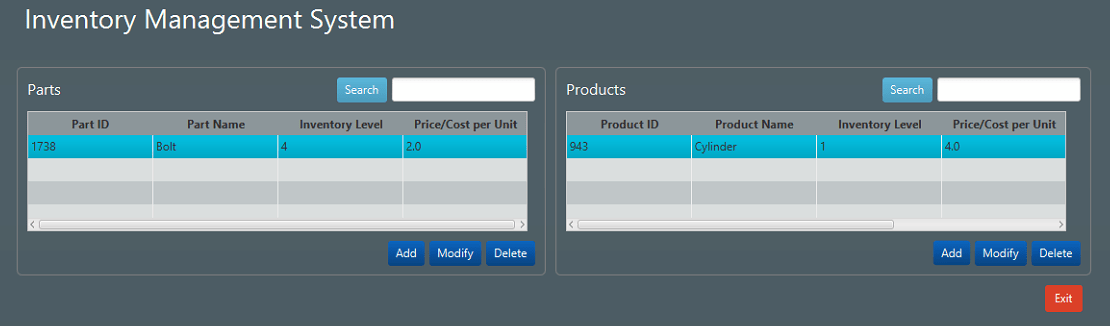 Inventory Management System
Parts
Search
Part ID Part Name Inventory Level Price/Cost per Unit
1738 Bolt 4 2.0
Add Modify Delete
Products
Search
Product ID Product Name Inventory Level Price/Cost per Unit
943 Cylinder 1 4.0
Add Modify Delete
Exit